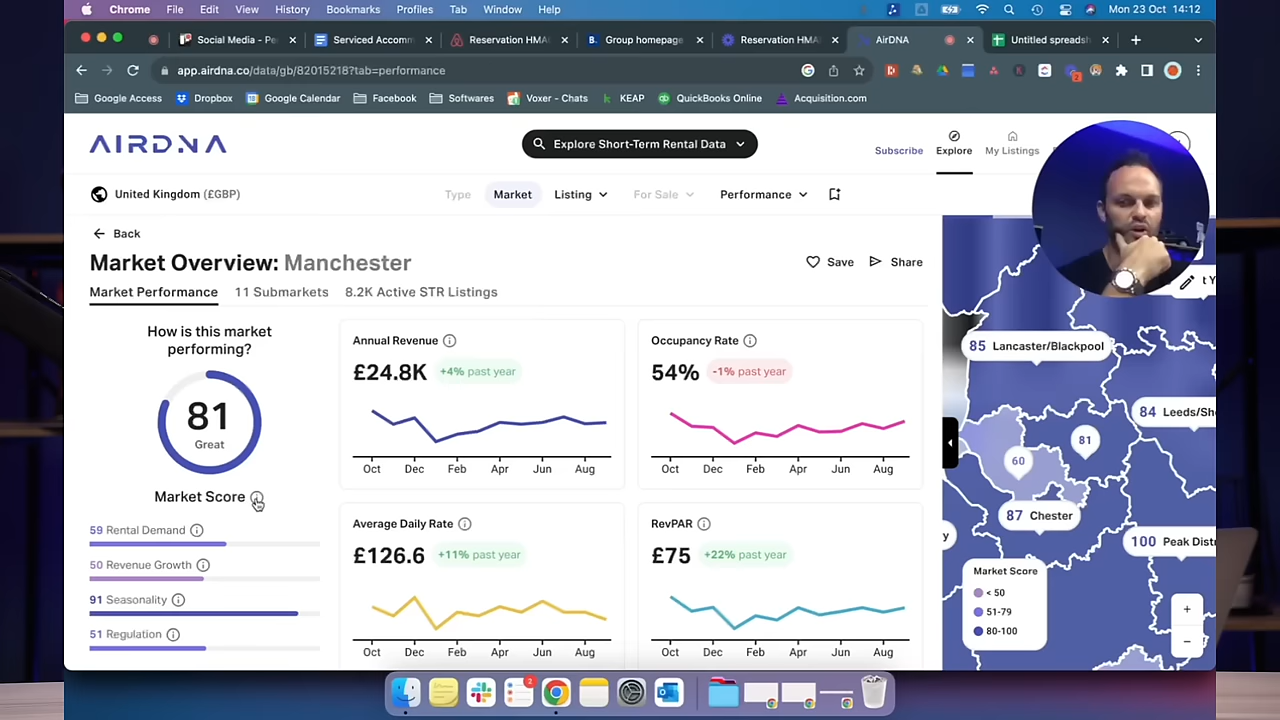 Chrome File Edit View History Bookmarks Profiles Tab Window Help Mon 23 Oct 14:12
Social Media - Pe Serviced Accomm Reservation HMA Group homepage Reservation HMA AirDNA Untitled spreadsh
app.airdna.co/data/gb/82015218?tab=performance
Google Access Dropbox Google Calendar Facebook Softwares Voxer - Chats KEAP QuickBooks Online Acquisition.com
AIRDNA
Explore Short-Term Rental Data
Subscribe Explore My Listings
United Kingdom (£GBP) Type Market Listing For Sale Performance
Back
Market Overview: Manchester
Save Share
Market Performance 11 Submarkets 8.2K Active STR Listings
How is this market
performing?
81
Great
Market Score
59 Rental Demand
50 Revenue Growth
91 Seasonality
51 Regulation
Annual Revenue
£24.8K +4% past year
Oct Dec Feb Apr Jun Aug
Occupancy Rate
54% -1% past year
Oct Dec Feb Apr Jun Aug
Average Daily Rate
£126.6 +11% past year
Oct Dec Feb Apr Jun Aug
RevPAR
£75 +22% past year
Oct Dec Feb Apr Jun Aug
85 Lancaster/Blackpool
84 Leeds/Sh
81
60
87 Chester
100 Peak Distr
Market Score
< 50
51-79
80-100
+
−
2